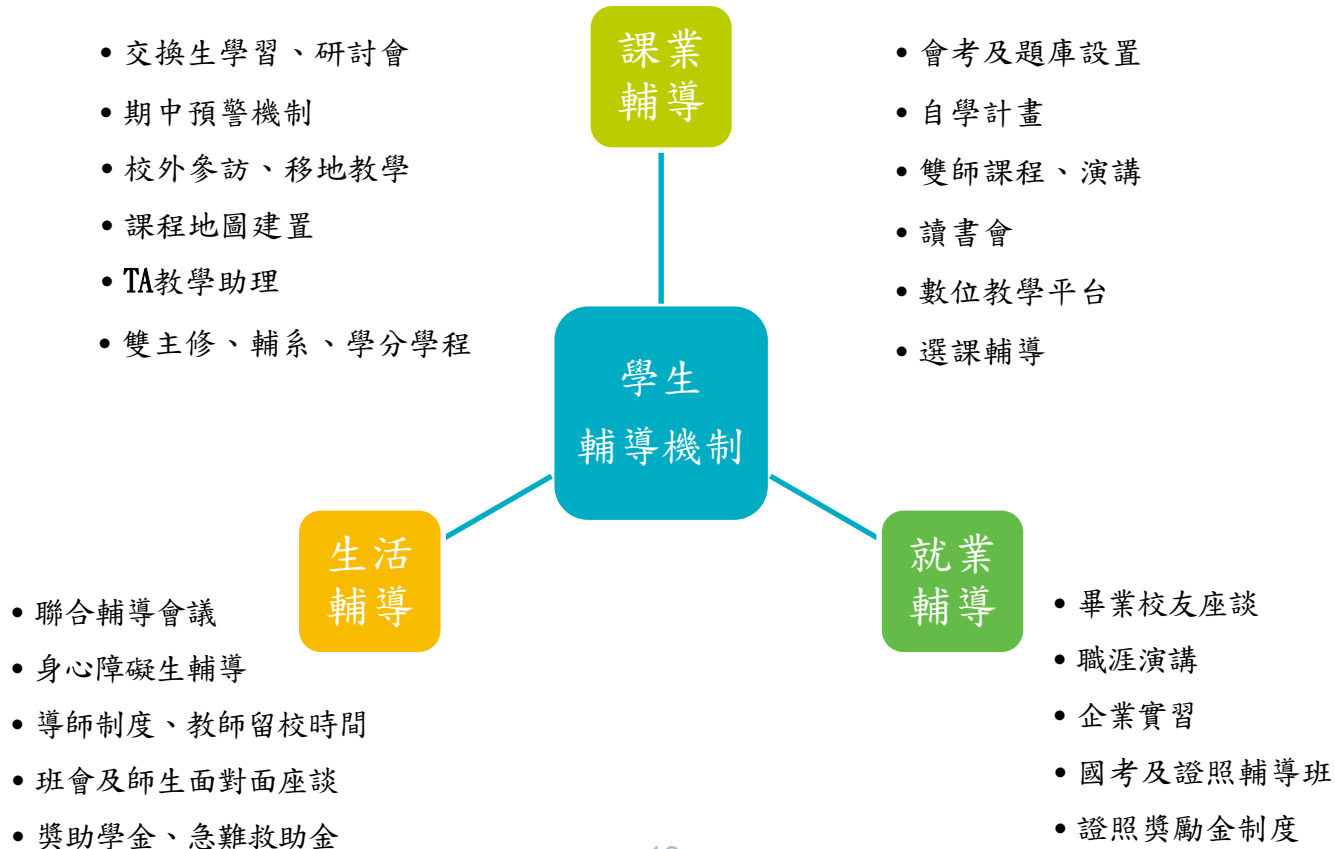 課業
輔導
• 交換生學習、研討會
• 期中預警機制
• 校外參訪、移地教學
• 課程地圖建置
• TA教學助理
• 雙主修、輔系、學分學程
• 會考及題庫設置
• 自學計畫
• 雙師課程、演講
• 讀書會
• 數位教學平台
• 選課輔導
學生
輔導機制
生活
輔導
• 聯合輔導會議
• 身心障礙生輔導
• 導師制度、教師留校時間
• 班會及師生面對面座談
• 獎助學金、急難救助金
就業
輔導
• 畢業校友座談
• 職涯演講
• 企業實習
• 國考及證照輔導班
• 證照獎勵金制度